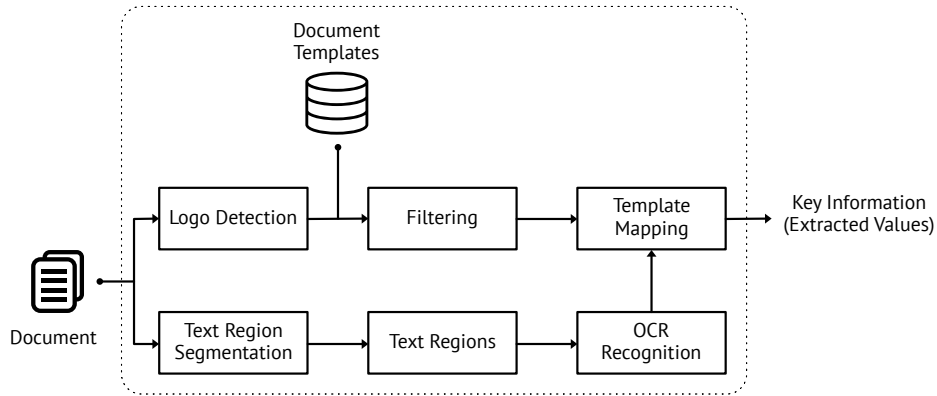 Document
Templates
Logo Detection
Filtering
Template
Mapping
Key Information
(Extracted Values)
Document
Text Region
Segmentation
Text Regions
OCR
Recognition